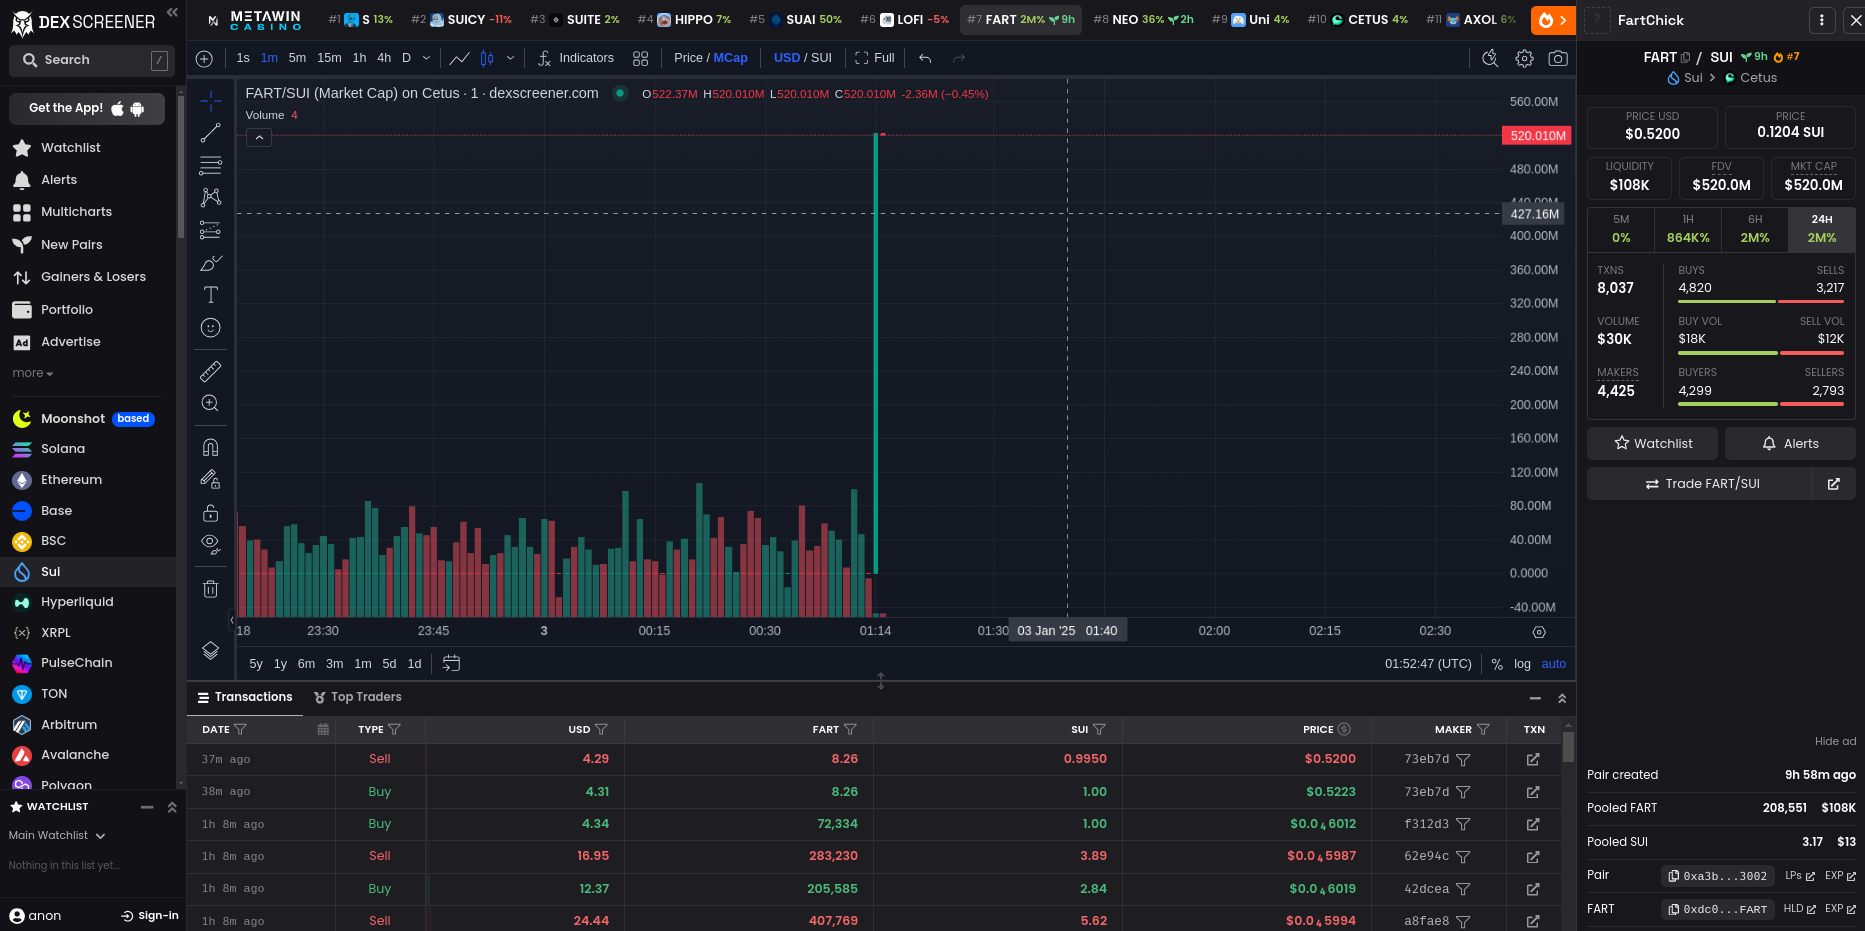 DEX SCREENER
METAWIN CASINO
#1 S 13% #2 SUICY -11% #3 SUITE 2% #4 HIPPO 7% #5 SUAI 50% #6 LOFI -5% #7 FART 2M% 9h #8 NEO 36% 2h #9 Uni 4% #10 CETUS 4% #11 AXOL 6%
Search /
Get the App!
Watchlist
Alerts
Multicharts
New Pairs
Gainers & Losers
Portfolio
Ad Advertise
more
Moonshot based
Solana
Ethereum
Base
BSC
Sui
Hyperliquid
XRPL
PulseChain
TON
Arbitrum
Avalanche
Polygon
WATCHLIST
Main Watchlist
Nothing in this list yet...
anon Sign-in
1s 1m 5m 15m 1h 4h D Indicators Price / MCap USD / SUI Full
FART/SUI (Market Cap) on Cetus · 1 · dexscreener.com O522.37M H520.010M L520.010M C520.010M -2.36M (−0.45%)
Volume 4
560.00M
520.010M
480.00M
427.16M
400.00M
360.00M
320.00M
280.00M
240.00M
200.00M
160.00M
120.00M
80.00M
40.00M
0.0000
-40.00M
18 23:30 23:45 3 00:15 00:30 01:14 01:30 03 Jan '25 01:40 02:00 02:15 02:30
5y 1y 6m 3m 1m 5d 1d 01:52:47 (UTC) % log auto
Transactions Top Traders
DATE TYPE USD FART SUI PRICE MAKER TXN
37m ago Sell 4.29 8.26 0.9950 $0.5200 73eb7d
38m ago Buy 4.31 8.26 1.00 $0.5223 73eb7d
1h 8m ago Buy 4.34 72,334 1.00 $0.0₄6012 f312d3
1h 8m ago Sell 16.95 283,230 3.89 $0.0₄5987 62e94c
1h 8m ago Buy 12.37 205,585 2.84 $0.0₄6019 42dcea
1h 8m ago Sell 24.44 407,769 5.62 $0.0₄5994 a8fae8
FartChick
FART / SUI 9h #7
Sui > Cetus
PRICE USD PRICE
$0.5200 0.1204 SUI
LIQUIDITY FDV MKT CAP
$108K $520.0M $520.0M
5M 1H 6H 24H
0% 864K% 2M% 2M%
TXNS BUYS SELLS
8,037 4,820 3,217
VOLUME BUY VOL SELL VOL
$30K $18K $12K
MAKERS BUYERS SELLERS
4,425 4,299 2,793
Watchlist Alerts
Trade FART/SUI
Hide ad
Pair created 9h 58m ago
Pooled FART 208,551 $108K
Pooled SUI 3.17 $13
Pair 0xa3b...3002 LPs EXP
FART 0xdc0...FART HLD EXP